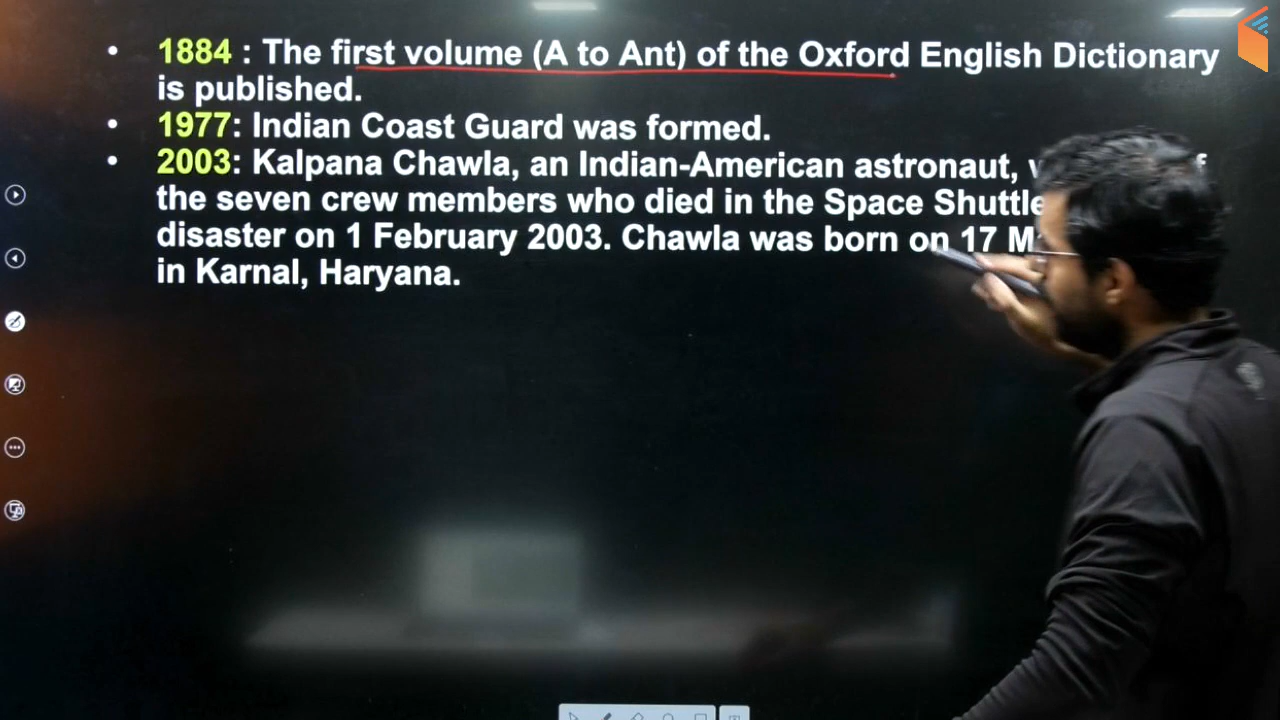 • 1884 : The first volume (A to Ant) of the Oxford English Dictionary
is published.
• 1977: Indian Coast Guard was formed.
• 2003: Kalpana Chawla, an Indian-American astronaut,
the seven crew members who died in the Space Shuttle
disaster on 1 February 2003. Chawla was born on 17
in Karnal, Haryana.